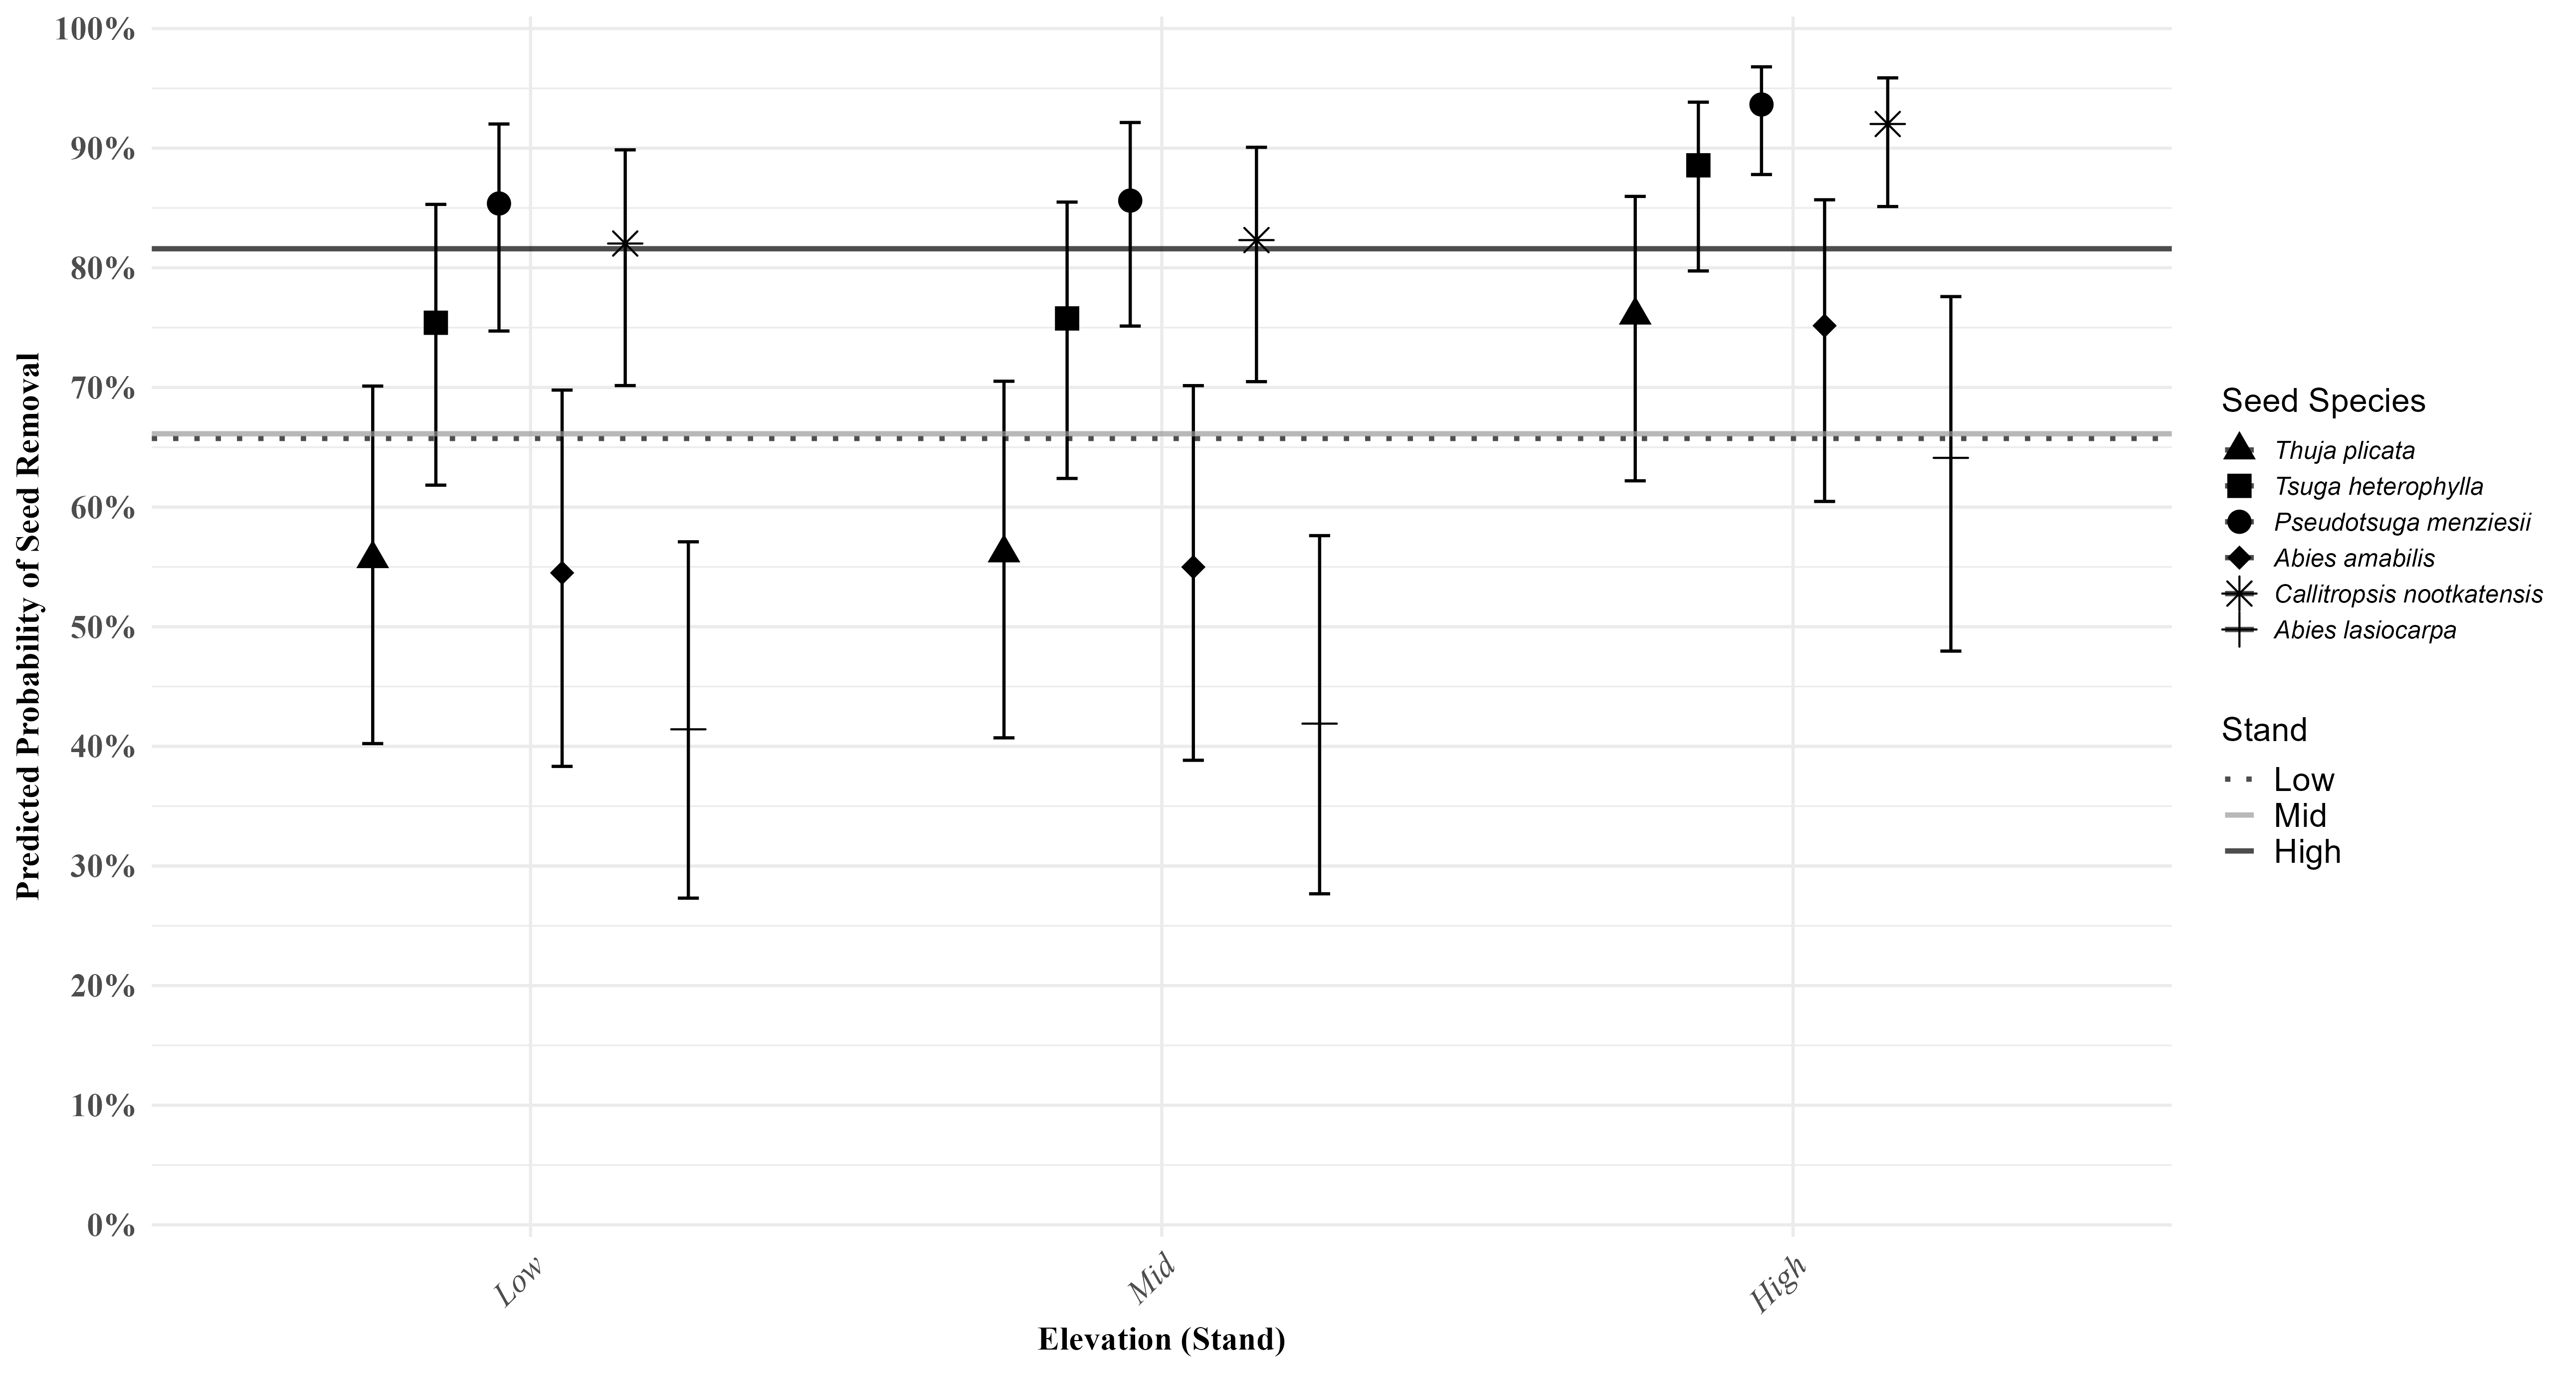 100%
90%
80%
70%
60%
50%
40%
30%
20%
10%
0%
Predicted Probability of Seed Removal
Low
Mid
High
Elevation (Stand)
Seed Species
Thuja plicata
Tsuga heterophylla
Pseudotsuga menziesii
Abies amabilis
Callitropsis nootkatensis
Abies lasiocarpa
Stand
Low
Mid
High